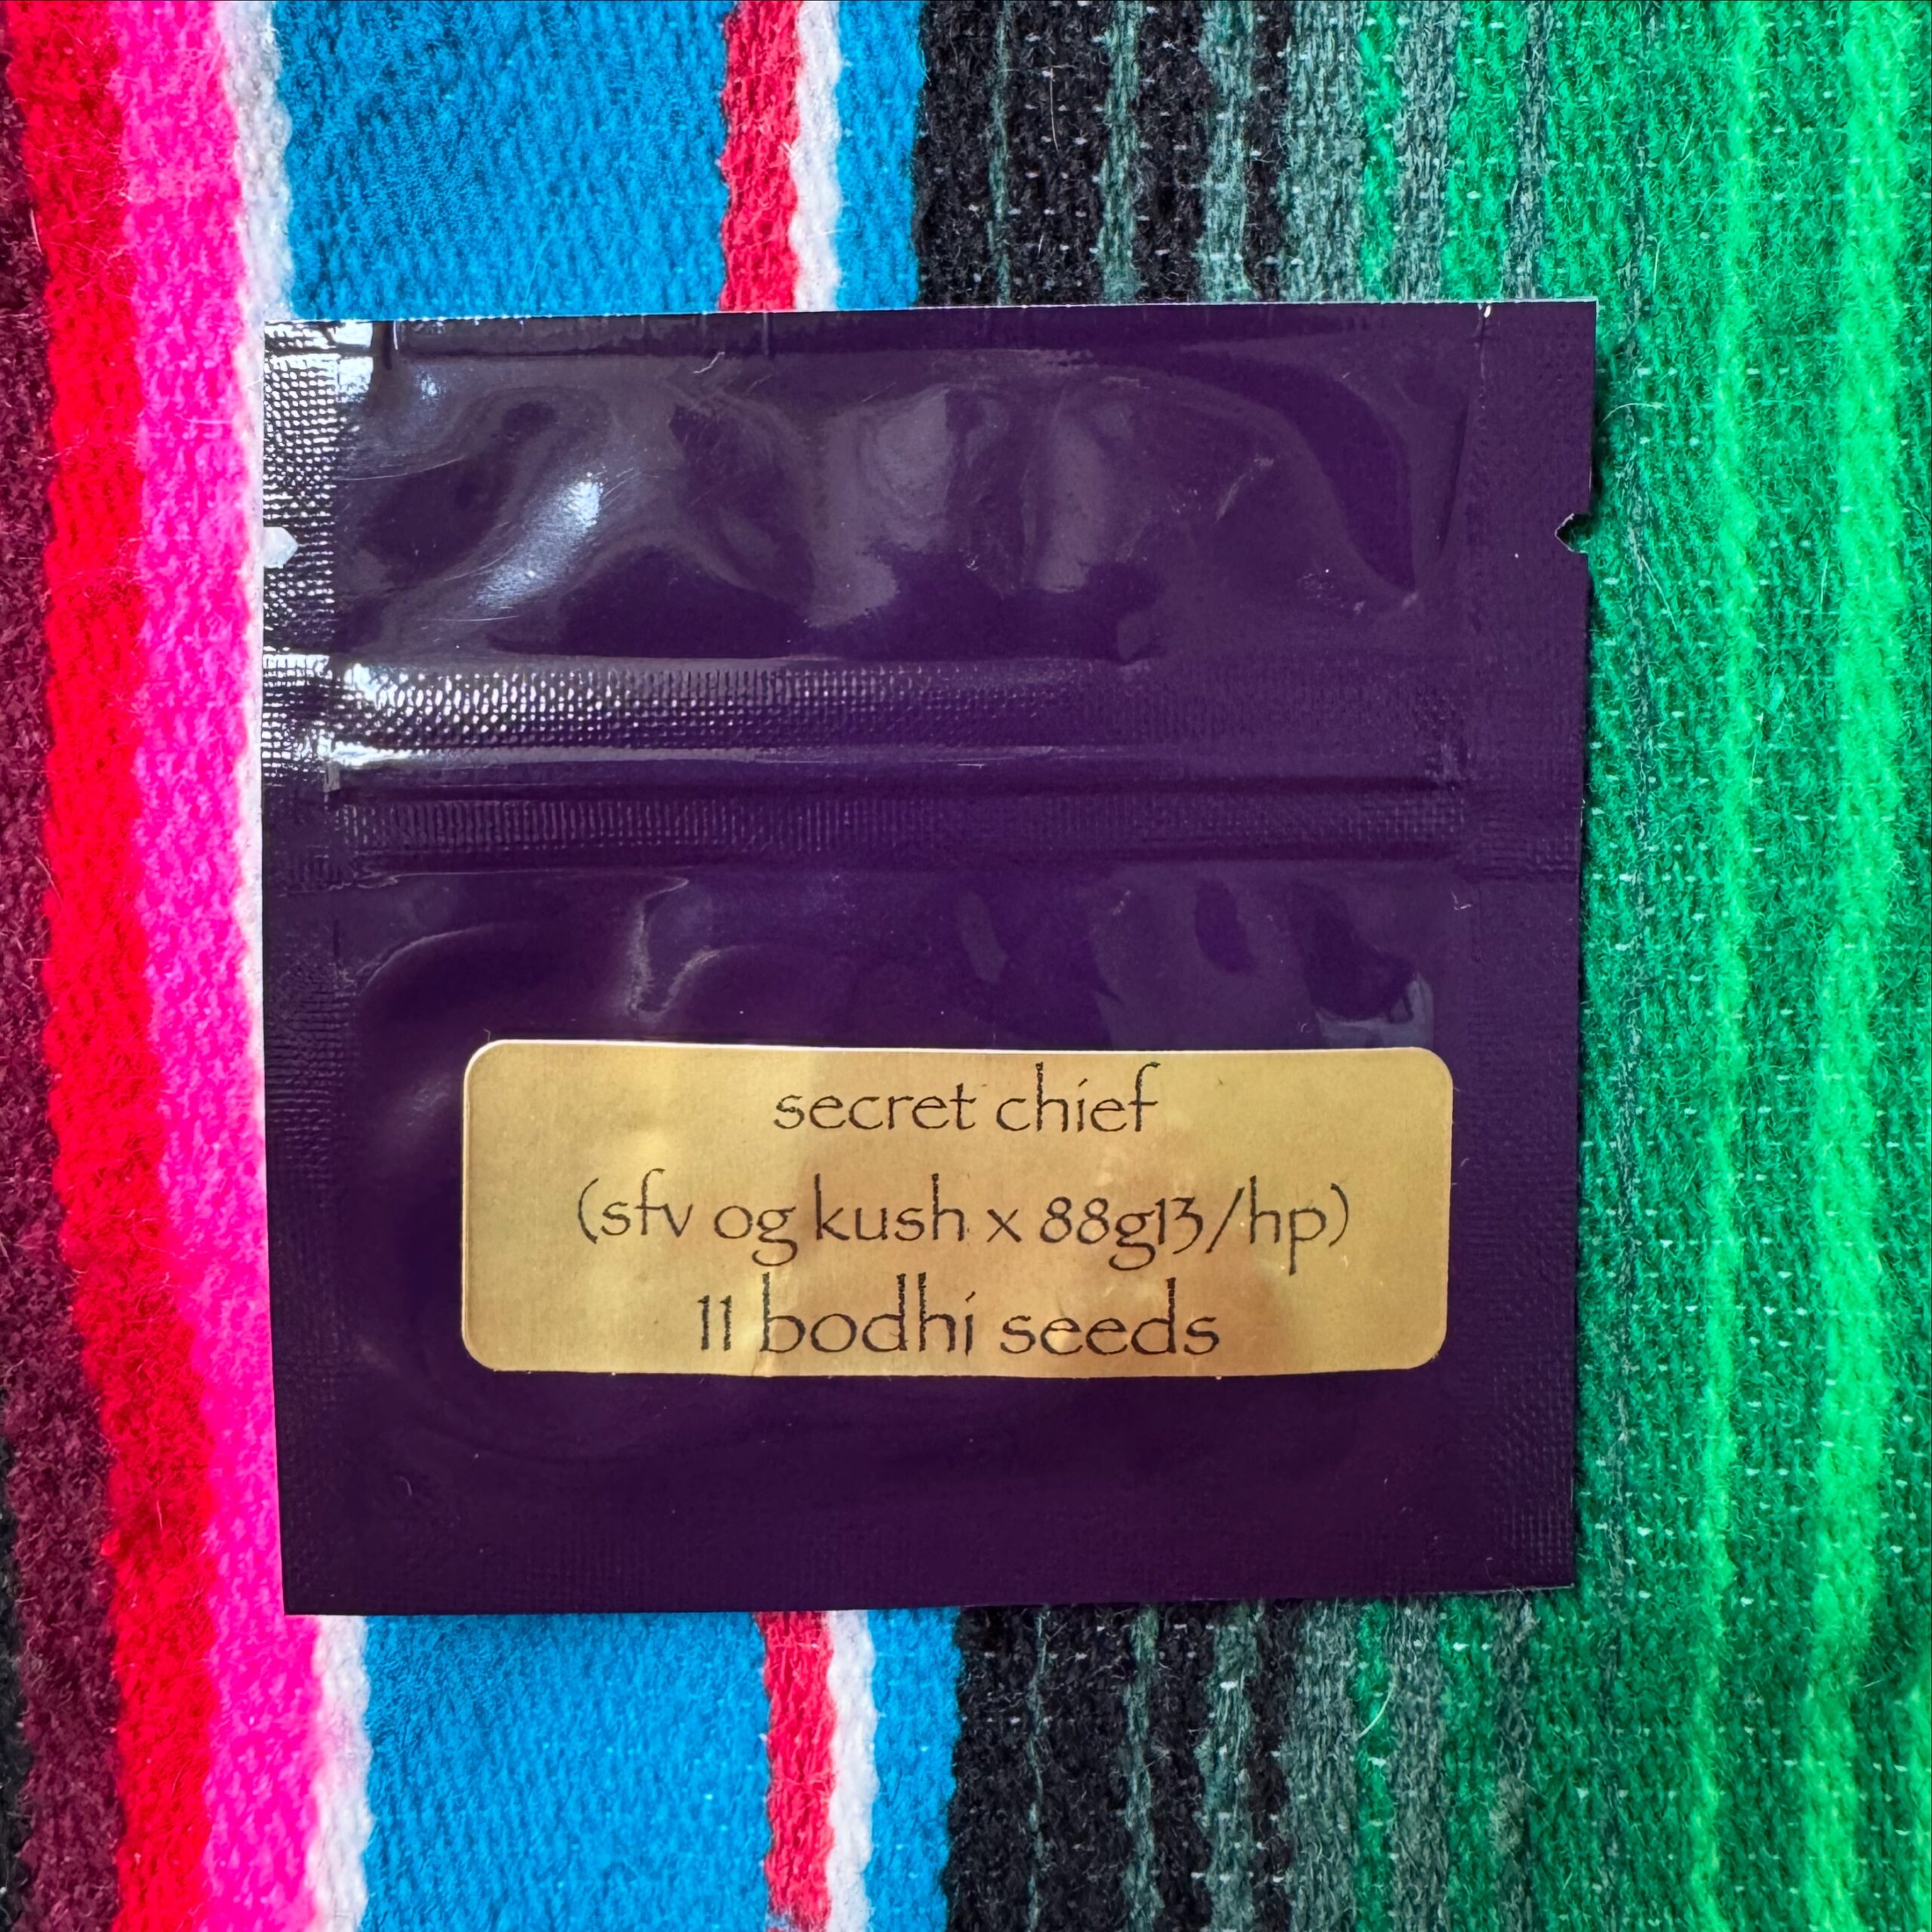 secret chief
(sfv og kush x 88g13/hp)
11 bodhi seeds